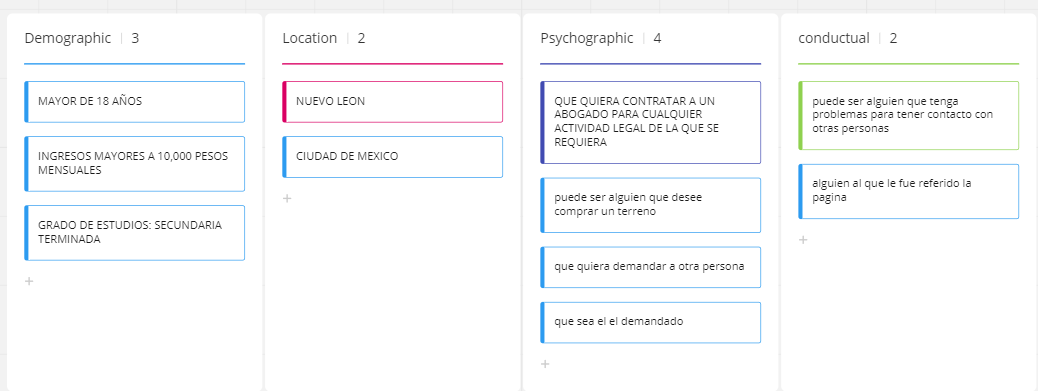 Demographic | 3
MAYOR DE 18 AÑOS
INGRESOS MAYORES A 10,000 PESOS
MENSUALES
GRADO DE ESTUDIOS: SECUNDARIA
TERMINADA
+
Location | 2
NUEVO LEON
CIUDAD DE MEXICO
+
Psychographic | 4
QUE QUIERA CONTRATAR A UN
ABOGADO PARA CUALQUIER
ACTIVIDAD LEGAL DE LA QUE SE
REQUIERA
puede ser alguien que desee
comprar un terreno
que quiera demandar a otra persona
que sea el el demandado
+
conductual | 2
puede ser alguien que tenga
problemas para tener contacto con
otras personas
alguien al que le fue referido la
pagina
+